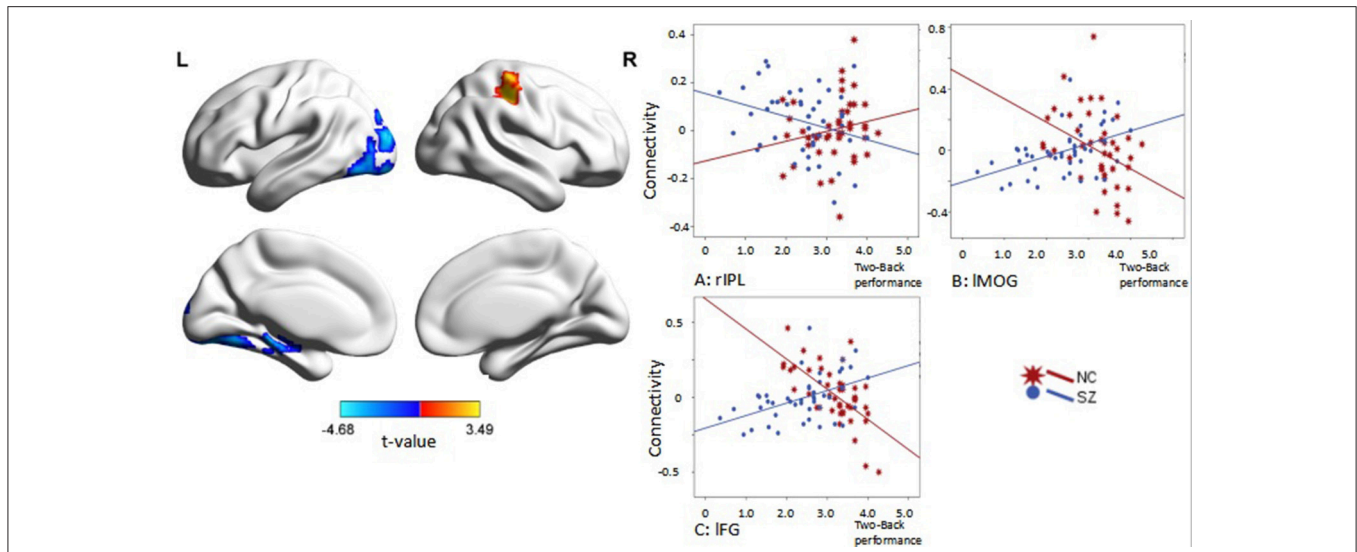 L
R
-4.68
3.49
t-value
0.4
0.2
0
-0.2
-0.4
Connectivity
0
1.0
2.0
3.0
4.0
5.0
A: rIPL
Two-Back
performance
0.8
0.4
0
-0.4
0
1.0
2.0
3.0
4.0
5.0
B: lMOG
Two-Back
performance
0.5
0
-0.5
Connectivity
0
1.0
2.0
3.0
4.0
5.0
C: lFG
Two-Back
performance
NC
SZ